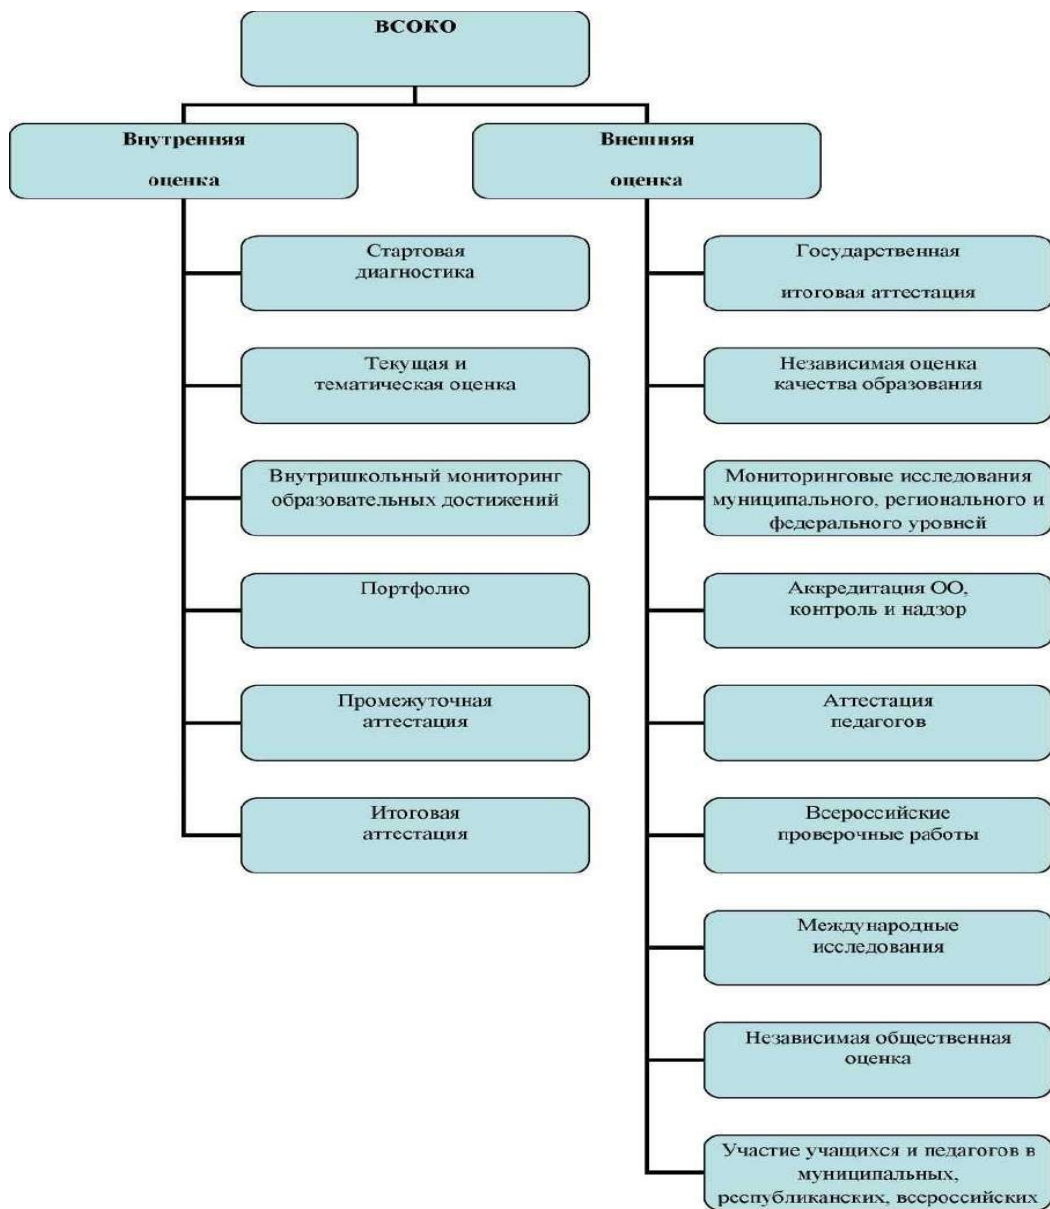 ВСОКО
Внутренняя
оценка
Внешняя
оценка
Стартовая
диагностика
Текущая и
тематическая оценка
Внутришкольный мониторинг
образовательных достижений
Портфолио
Промежуточная
аттестация
Итоговая
аттестация
Государственная
итоговая аттестация
Независимая оценка
качества образования
Мониторинговые исследования
муниципального, регионального и
федерального уровней
Аккредитация ОО,
контроль и надзор
Аттестация
педагогов
Всероссийские
проверочные работы
Международные
исследования
Независимая общественная
оценка
Участие учащихся и педагогов в
муниципальных,
республиканских, всероссийских